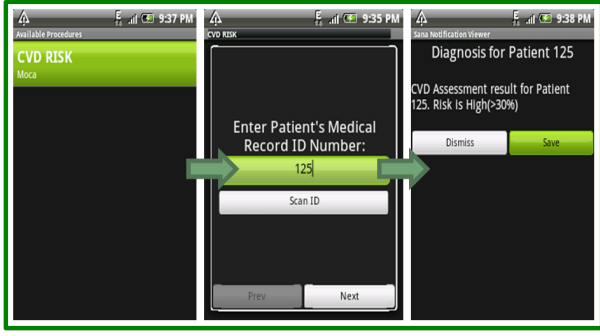 9:37 PM
Available Procedures
CVD RISK
Moca
9:35 PM
CVD RISK
Enter Patient's Medical
Record ID Number:
125
Scan ID
Prev
Next
9:38 PM
Sana Notification Viewer
Diagnosis for Patient 125
CVD Assessment result for Patient
125. Risk is High(>30%)
Dismiss
Save